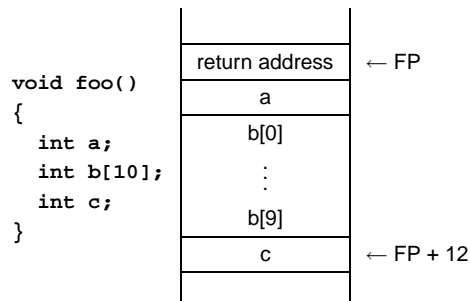 void foo()
{
int a;
int b[10];
int c;
}
return address ← FP
a
b[0]
⋮
b[9]
c ← FP + 12